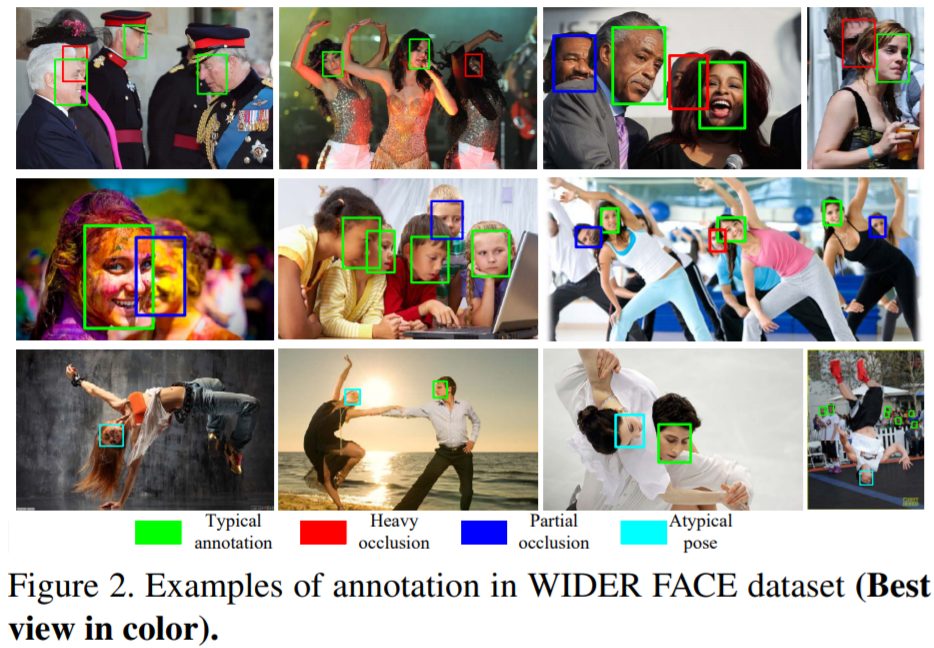 Typical
annotation
Heavy
occlusion
Partial
occlusion
Atypical
pose
Figure 2. Examples of annotation in WIDER FACE dataset (Best
view in color).